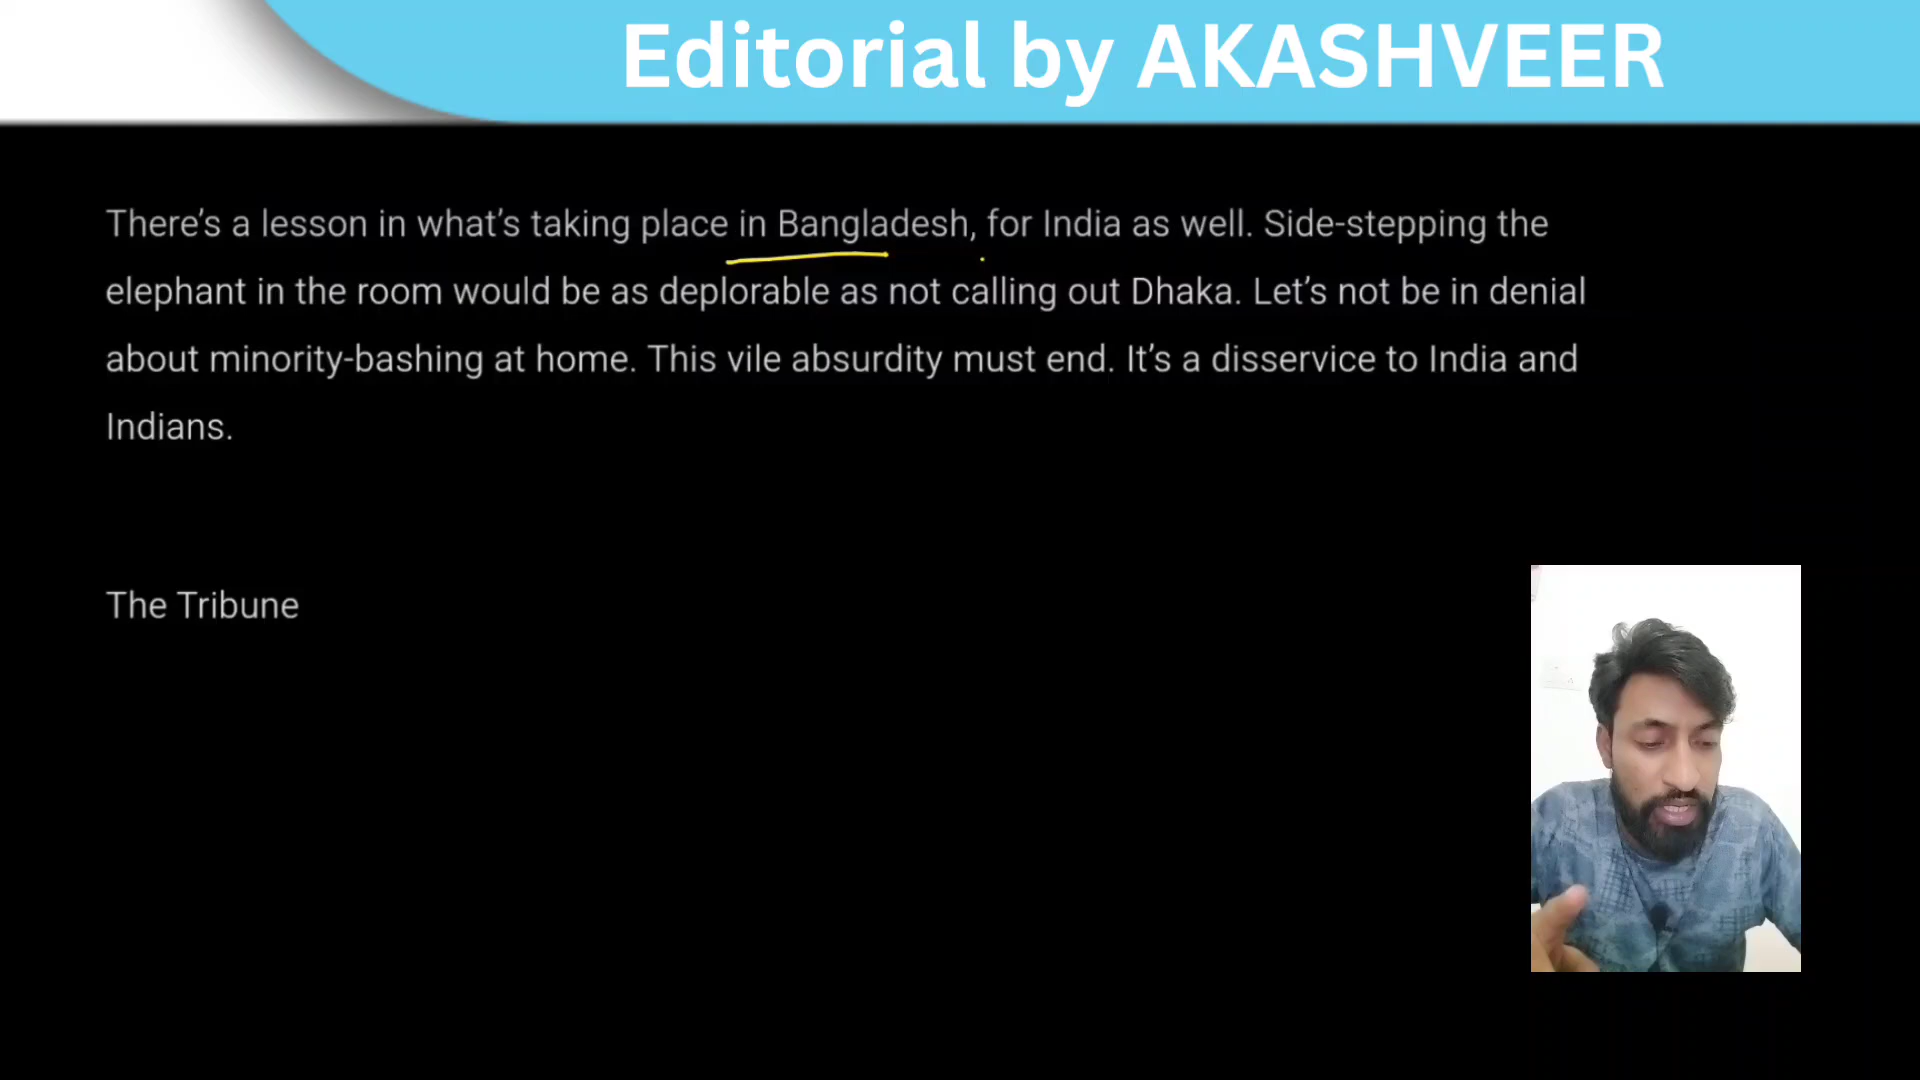 Editorial by AKASHVEER
There’s a lesson in what’s taking place in Bangladesh, for India as well. Side-stepping the
elephant in the room would be as deplorable as not calling out Dhaka. Let’s not be in denial
about minority-bashing at home. This vile absurdity must end. It’s a disservice to India and
Indians.
The Tribune